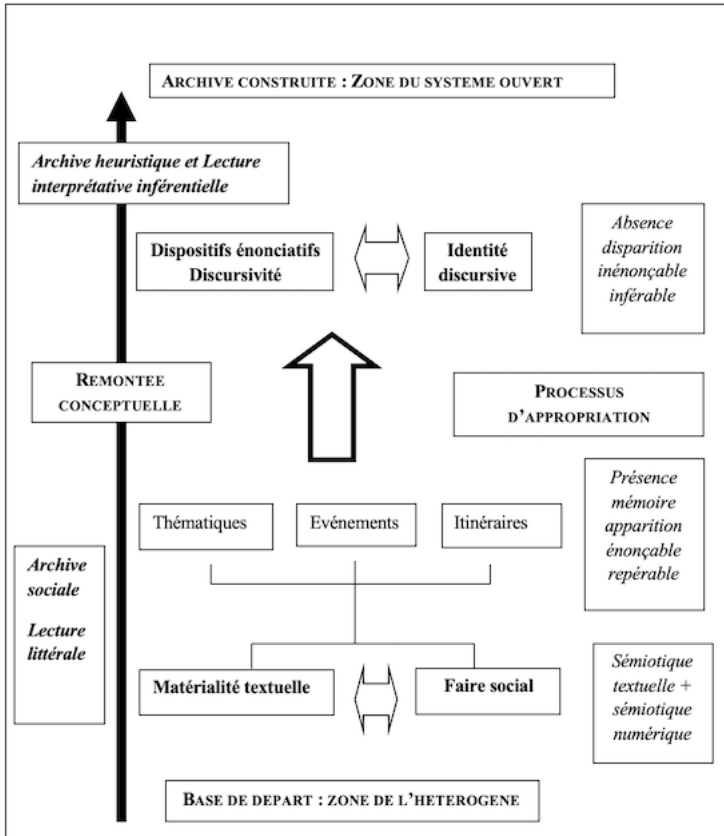 ARCHIVE CONSTRUITE : ZONE DU SYSTEME OUVERT
Archive heuristique et Lecture
interprétative inférentielle
Dispositifs énonciatifs
Discursivité
Identité
discursive
Absence
disparition
inénonçable
inférable
REMONTEE
CONCEPTUELLE
PROCESSUS
D’APPROPRIATION
Thématiques
Evénements
Itinéraires
Présence
mémoire
apparition
énonçable
repérable
Archive
sociale
Lecture
littérale
Matérialité textuelle
Faire social
Sémiotique
textuelle +
sémiotique
numérique
BASE DE DEPART : ZONE DE L’HETEROGENE